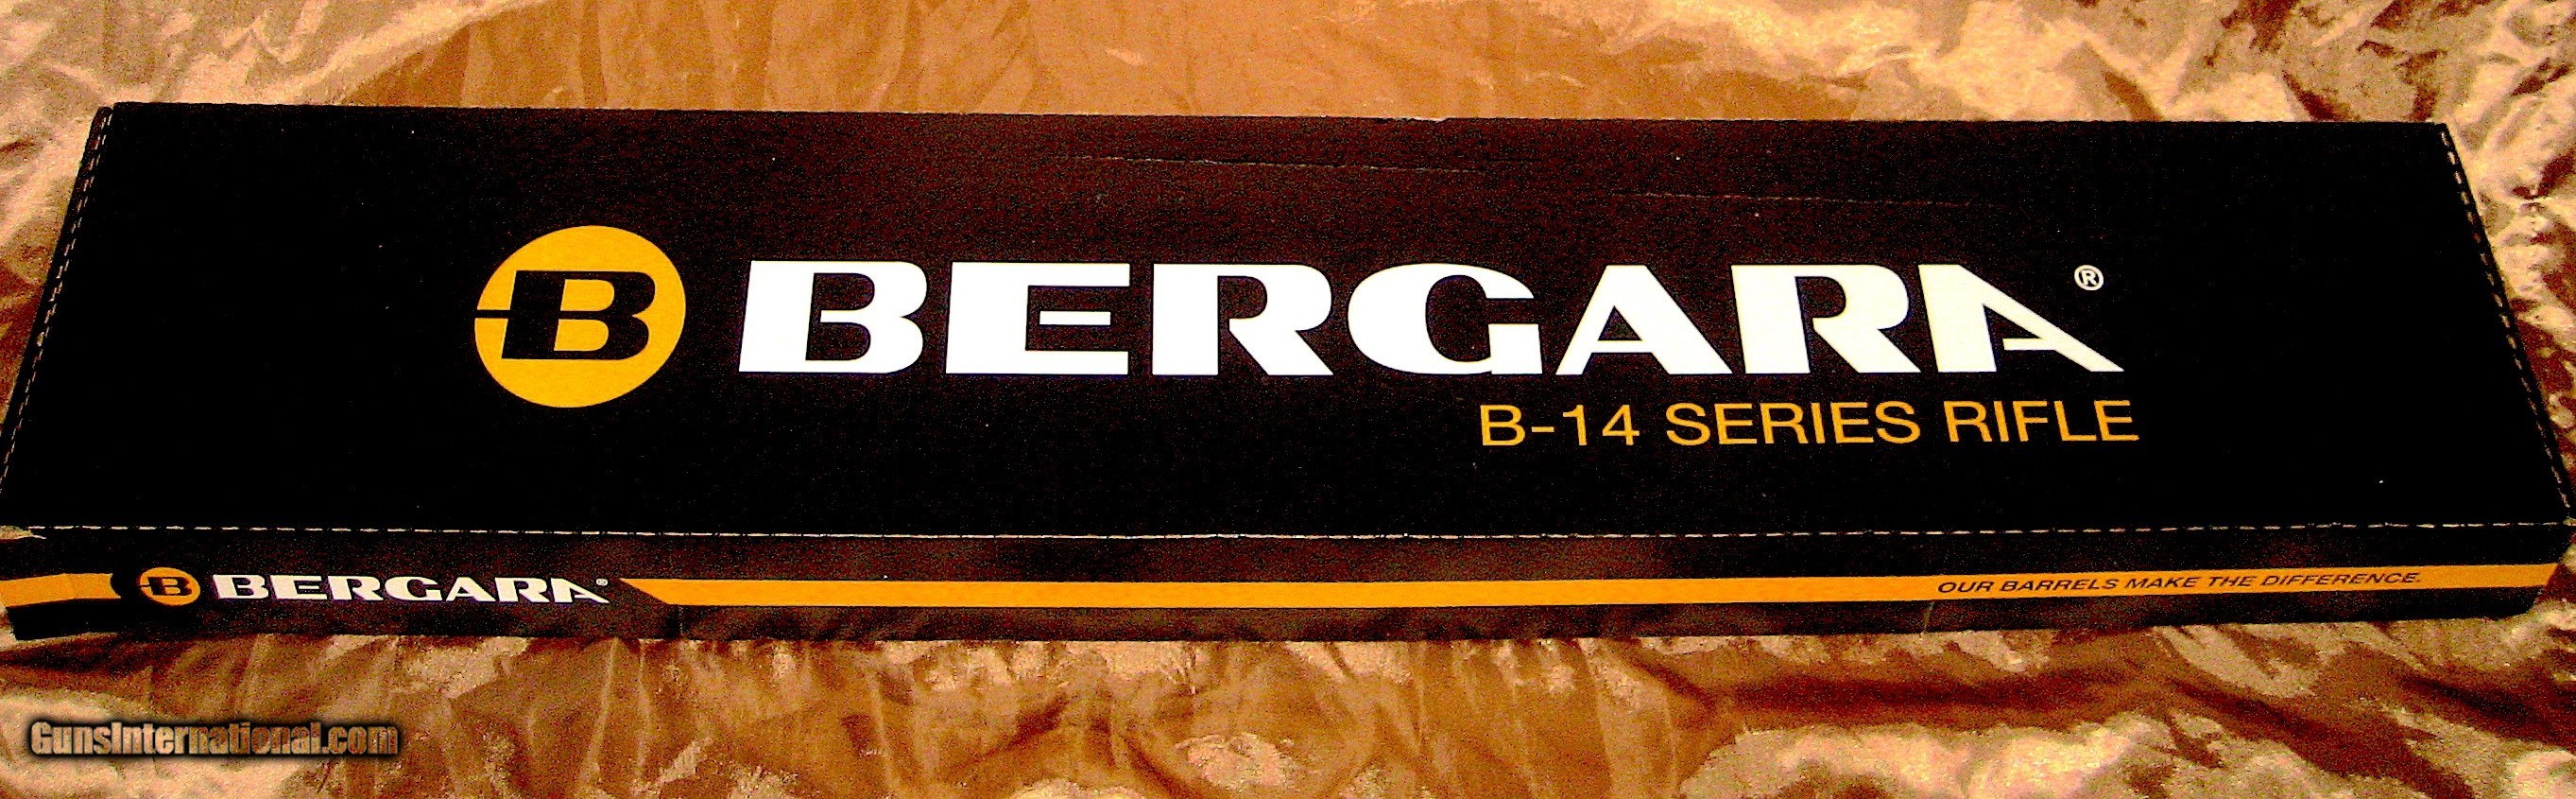 B BERGARA®
B-14 SERIES RIFLE
B BERGARA®
OUR BARRELS MAKE THE DIFFERENCE.
GunsInternational.com